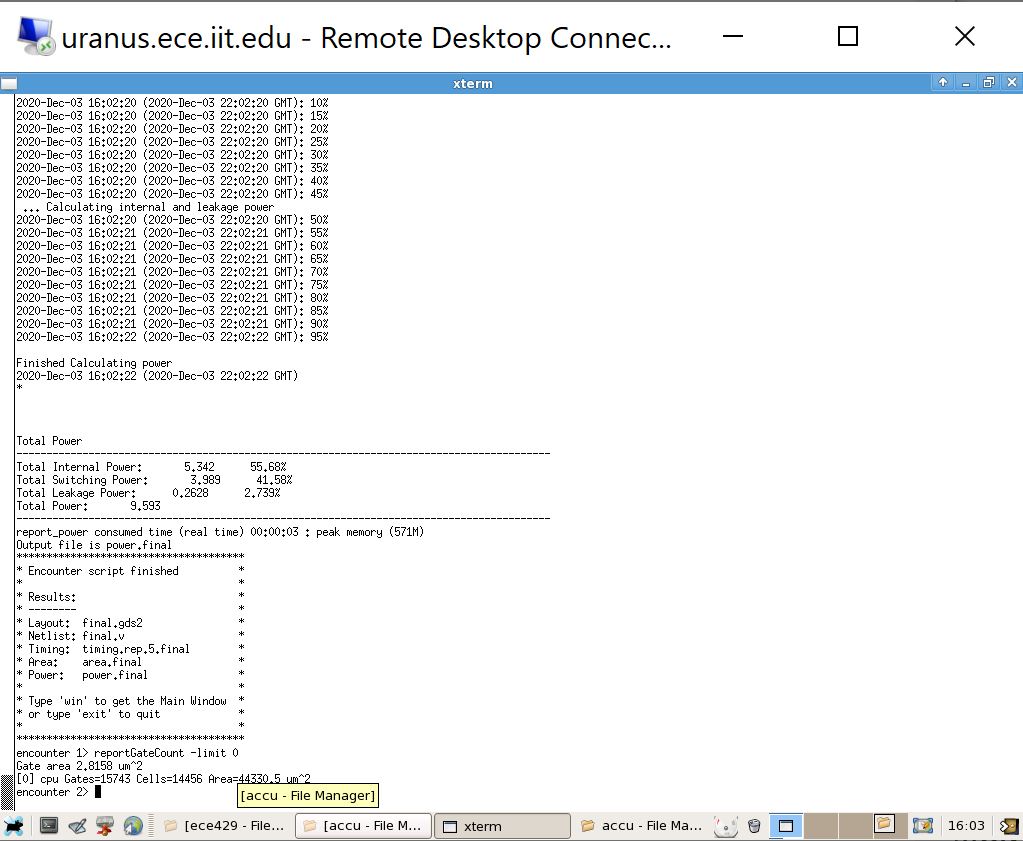 uranus.ece.iit.edu - Remote Desktop Connec...
xterm
2020-Dec-03 16:02:20 (2020-Dec-03 22:02:20 GMT): 10%
2020-Dec-03 16:02:20 (2020-Dec-03 22:02:20 GMT): 15%
2020-Dec-03 16:02:20 (2020-Dec-03 22:02:20 GMT): 20%
2020-Dec-03 16:02:20 (2020-Dec-03 22:02:20 GMT): 25%
2020-Dec-03 16:02:20 (2020-Dec-03 22:02:20 GMT): 30%
2020-Dec-03 16:02:20 (2020-Dec-03 22:02:20 GMT): 35%
2020-Dec-03 16:02:20 (2020-Dec-03 22:02:20 GMT): 40%
2020-Dec-03 16:02:20 (2020-Dec-03 22:02:20 GMT): 45%
... Calculating internal and leakage power
2020-Dec-03 16:02:20 (2020-Dec-03 22:02:20 GMT): 50%
2020-Dec-03 16:02:21 (2020-Dec-03 22:02:21 GMT): 55%
2020-Dec-03 16:02:21 (2020-Dec-03 22:02:21 GMT): 60%
2020-Dec-03 16:02:21 (2020-Dec-03 22:02:21 GMT): 65%
2020-Dec-03 16:02:21 (2020-Dec-03 22:02:21 GMT): 70%
2020-Dec-03 16:02:21 (2020-Dec-03 22:02:21 GMT): 75%
2020-Dec-03 16:02:21 (2020-Dec-03 22:02:21 GMT): 80%
2020-Dec-03 16:02:21 (2020-Dec-03 22:02:21 GMT): 85%
2020-Dec-03 16:02:21 (2020-Dec-03 22:02:21 GMT): 90%
2020-Dec-03 16:02:22 (2020-Dec-03 22:02:22 GMT): 95%
Finished Calculating power
2020-Dec-03 16:02:22 (2020-Dec-03 22:02:22 GMT)
*
Total Power
-----------------------------------------------------------------------------------------
Total Internal Power: 5.342 55.68%
Total Switching Power: 3.989 41.58%
Total Leakage Power: 0.2628 2.739%
Total Power: 9.593
-----------------------------------------------------------------------------------------
report_power consumed time (real time) 00:00:03 : peak memory (571M)
Output file is power.final
**************************************
* Encounter script finished *
* *
* Results: *
* -------- *
* Layout: final.gds2 *
* Netlist: final.v *
* Timing: timing.rep.5.final *
* Area: area.final *
* Power: power.final *
* *
* Type 'win' to get the Main Window *
* or type 'exit' to quit *
* *
**************************************
encounter 1> reportGateCount -limit 0
Gate area 2.8158 um^2
[0] cpu Gates=15743 Cells=14456 Area=44330.5 um^2
encounter 2>
[accu - File Manager]
[ece429 - File... [accu - File M... xterm accu - File Ma... 16:03